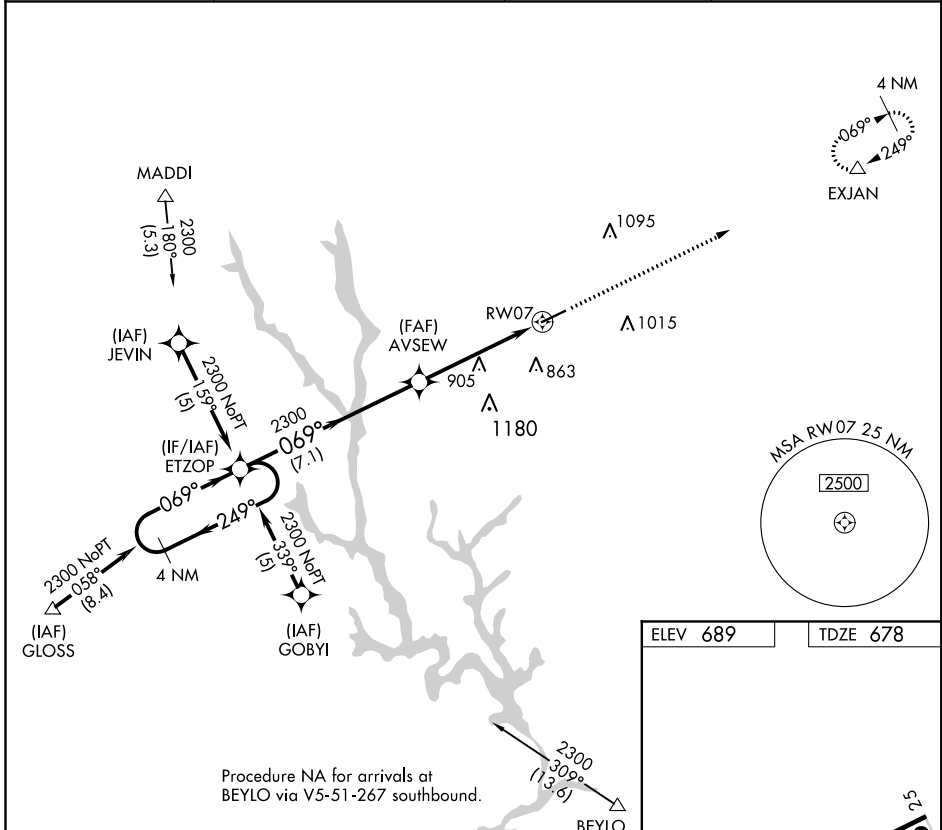 4 NM
069°
249°
EXJAN
MADDI
2300
180°
(5.3)
1095
RW07
1015
(IAF)
JEVIN
(FAF)
AVSEW
2300 NoPT
159°
(5)
905
863
1180
2300
069°
(7.1)
(IF/IAF)
ETZOP
MSA RW07 25 NM
2500
069°
249°
2300 NoPT
058°
(8.4)
4 NM
2300 NoPT
339°
(5)
(IAF)
GLOSS
(IAF)
GOBYI
ELEV 689
TDZE 678
2300
309°
(13.6)
Procedure NA for arrivals at
BEYLO via V5-51-267 southbound.
BEYLO
25